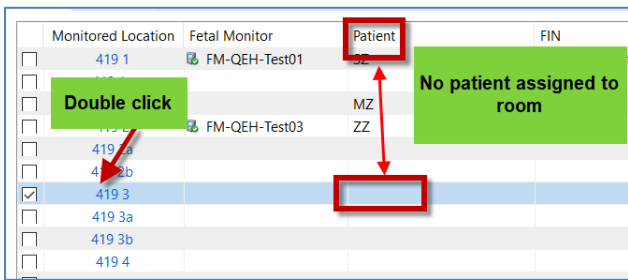 Monitored Location Fetal Monitor Patient FIN
419 1 FM-QEH-Test01 SZ
No patient assigned to room
Double click
MZ
FM-QEH-Test03 ZZ
419 2a
2b
419 3
419 3a
419 3b
419 4